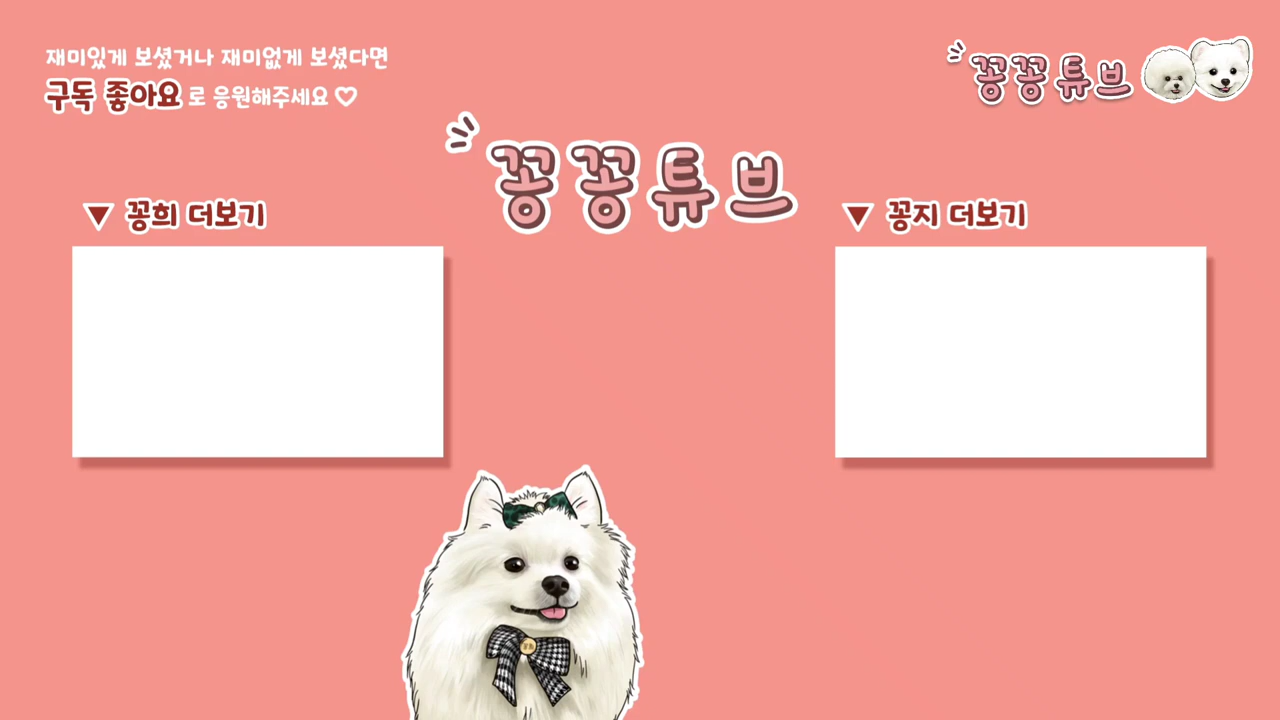 재미있게 보셨거나 재미없게 보셨다면
구독 좋아요 로 응원해주세요 ♡
꽁꽁튜브
꽁꽁튜브
▼ 꽁희 더보기
▼ 꽁지 더보기